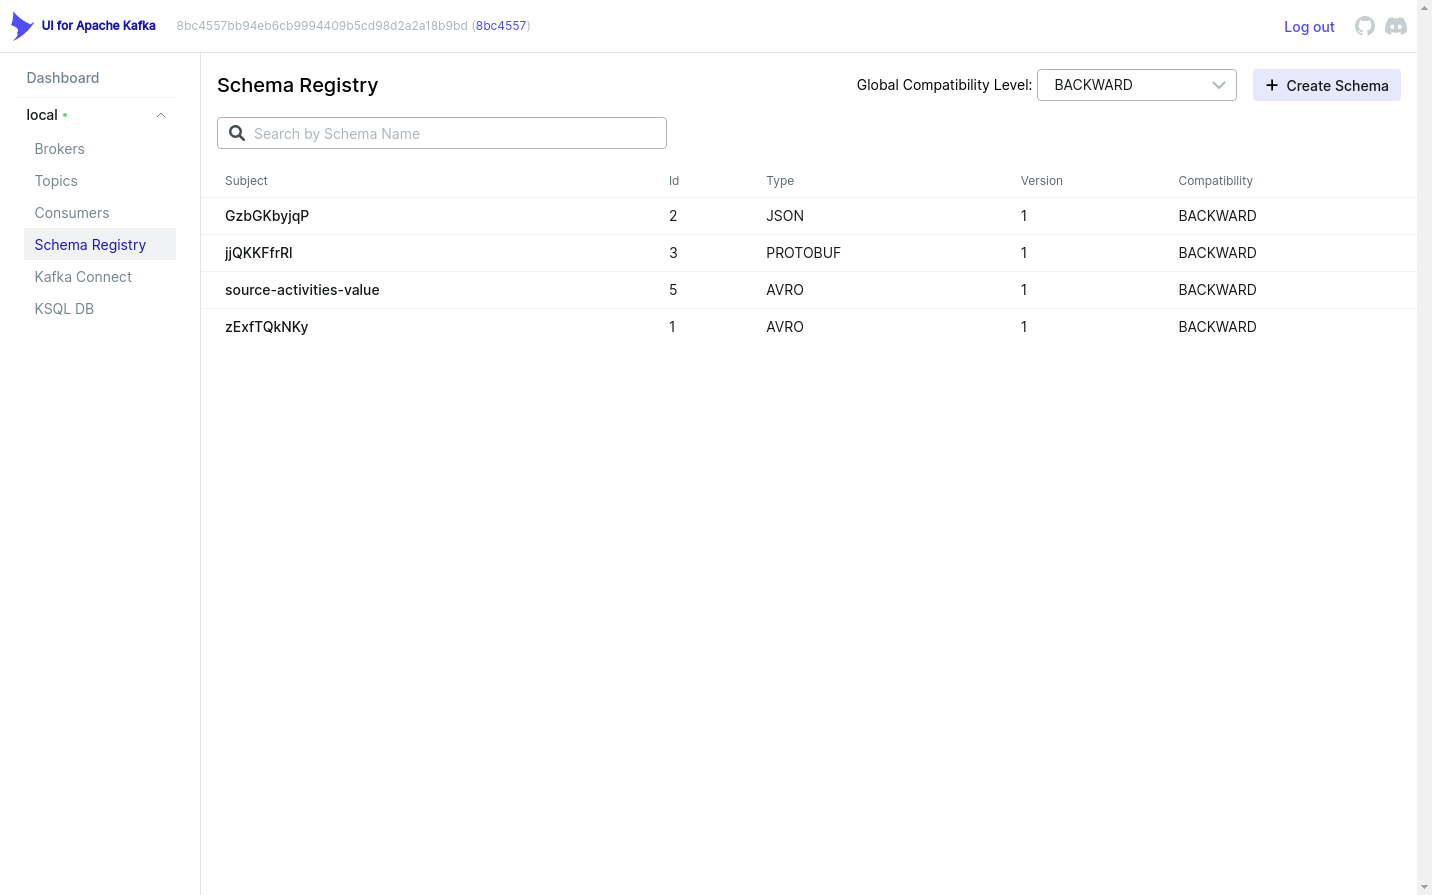 UI for Apache Kafka 8bc4557bb94eb6cb9994409b5cd98d2a2a18b9bd (8bc4557) Log out
Dashboard
local
Brokers
Topics
Consumers
Schema Registry
Kafka Connect
KSQL DB
Schema Registry Global Compatibility Level: BACKWARD Create Schema
Search by Schema Name
Subject Id Type Version Compatibility
GzbGKbyjqP 2 JSON 1 BACKWARD
jjQKKFfrRI 3 PROTOBUF 1 BACKWARD
source-activities-value 5 AVRO 1 BACKWARD
zExfTQkNKy 1 AVRO 1 BACKWARD